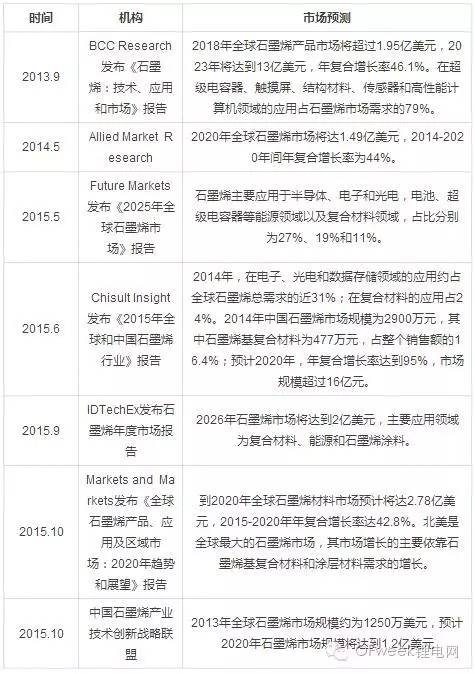 时间 机构 市场预测
2013.9
BCC Research
发布《石墨
烯：技术、应用
和市场》报告
2018年全球石墨烯产品市场将超过1.95亿美元，2
023年将达到13亿美元，年复合增长率46.1%。在超
级电容器、触摸屏、结构材料、传感器和高性能计
算机领域的应用占石墨烯市场需求的79%。
2014.5
Allied Market R
esearch
2020年全球石墨烯市场将达1.49亿美元，2014-202
0年间年复合增长率为44%。
2015.5
Future Markets
发布《2025年全
球石墨烯市
场》报告
石墨烯主要应用于半导体、电子和光电，电池、超
级电容器等能源领域以及复合材料领域，占比分别
为27%、19%和11%。
2015.6
Chisult Insight
发布《2015年全
球和中国石墨烯
行业》报告
2014年，在电子、光电和数据存储领域的应用约占
全球石墨烯总需求的近31%；在复合材料的应用占2
4%。2014年中国石墨烯市场规模为2900万元，其
中石墨烯基复合材料为477万元，占整个销售额的1
6.4%；预计2020年，年复合增长率达到95%，市场
规模超过16亿元。
2015.9
IDTechEx发布石
墨烯年度市场报
告
2026年石墨烯市场将达到2亿美元，主要应用领域
为复合材料、能源和石墨烯涂料。
2015.10
Markets and Ma
rkets发布《全球
石墨烯产品、应
用及区域市
场：2020年趋势
和展望》报告
到2020年全球石墨烯材料市场预计将达2.78亿美
元，2015-2020年年复合增长率达42.8%。北美是
全球最大的石墨烯市场，其市场增长的主要依靠石
墨烯基复合材料和涂层材料需求的增长。
2015.10
中国石墨烯产业
技术创新战略联
盟
2013年全球石墨烯市场规模约为1250万美元，预计
2020年石墨烯市场规模将达到1.2亿美元
OFweek锂电网